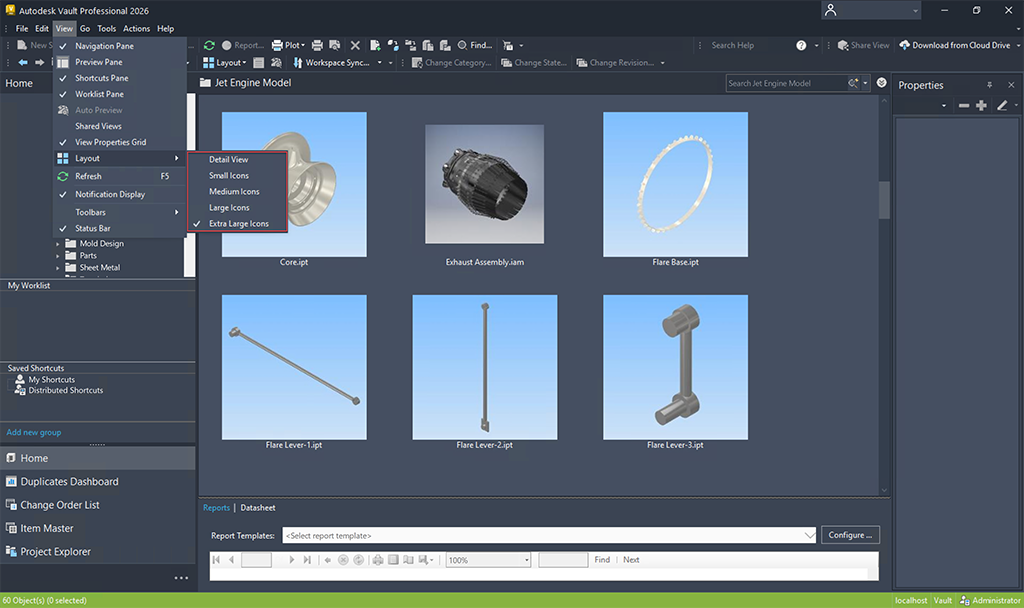 Autodesk Vault Professional 2026
File Edit View Go Tools Actions Help
New S Report... Plot Find... Search Help Share View Download from Cloud Drive
Layout Workspace Sync... Change Category... Change State... Change Revision...
Home
Navigation Pane
Preview Pane
Shortcuts Pane
Worklist Pane
Auto Preview
Shared Views
View Properties Grid
Layout
Refresh F5
Notification Display
Toolbars
Status Bar
Detail View
Small Icons
Medium Icons
Large Icons
Extra Large Icons
Mold Design
Parts
Sheet Metal
My Worklist
Saved Shortcuts
My Shortcuts
Distributed Shortcuts
Add new group
Home
Duplicates Dashboard
Change Order List
Item Master
Project Explorer
Jet Engine Model
Search Jet Engine Model
Core.ipt
Exhaust Assembly.iam
Flare Base.ipt
Flare Lever-1.ipt
Flare Lever-2.ipt
Flare Lever-3.ipt
Reports | Datasheet
Report Templates: <Select report template> Configure ...
100% Find | Next
Properties
60 Object(s) (0 selected)
localhost Vault Administrator